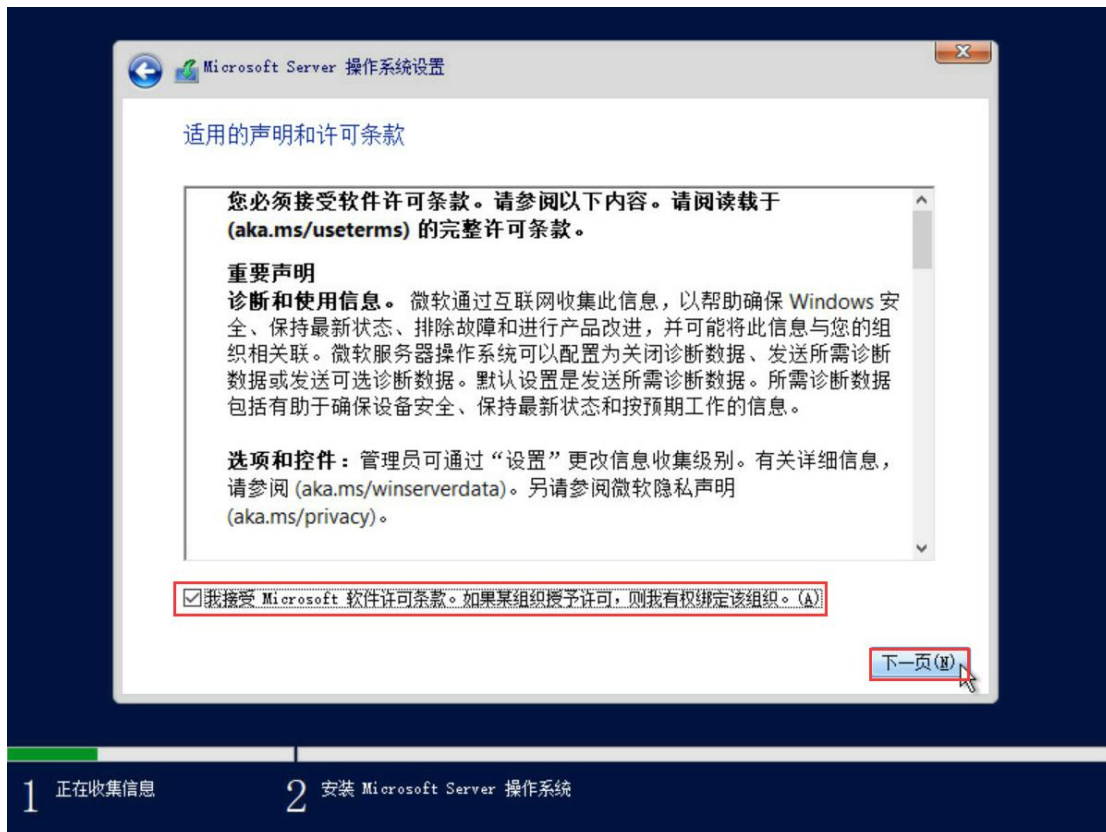 Microsoft Server 操作系统设置
适用的声明和许可条款
您必须接受软件许可条款。请参阅以下内容。请阅读载于
(aka.ms/useterms) 的完整许可条款。
重要声明
诊断和使用信息。 微软通过互联网收集此信息，以帮助确保 Windows 安
全、保持最新状态、排除故障和进行产品改进，并可能将此信息与您的组
织相关联。微软服务器操作系统可以配置为关闭诊断数据、发送所需诊断
数据或发送可选诊断数据。默认设置是发送所需诊断数据。所需诊断数据
包括有助于确保设备安全、保持最新状态和按预期工作的信息。
选项和控件：管理员可通过“设置”更改信息收集级别。有关详细信息，
请参阅 (aka.ms/winserverdata)。另请参阅微软隐私声明
(aka.ms/privacy)。
我接受 Microsoft 软件许可条款。如果某组织授予许可，则我有权绑定该组织。(A)
下一页(N)
1 正在收集信息
2 安装 Microsoft Server 操作系统